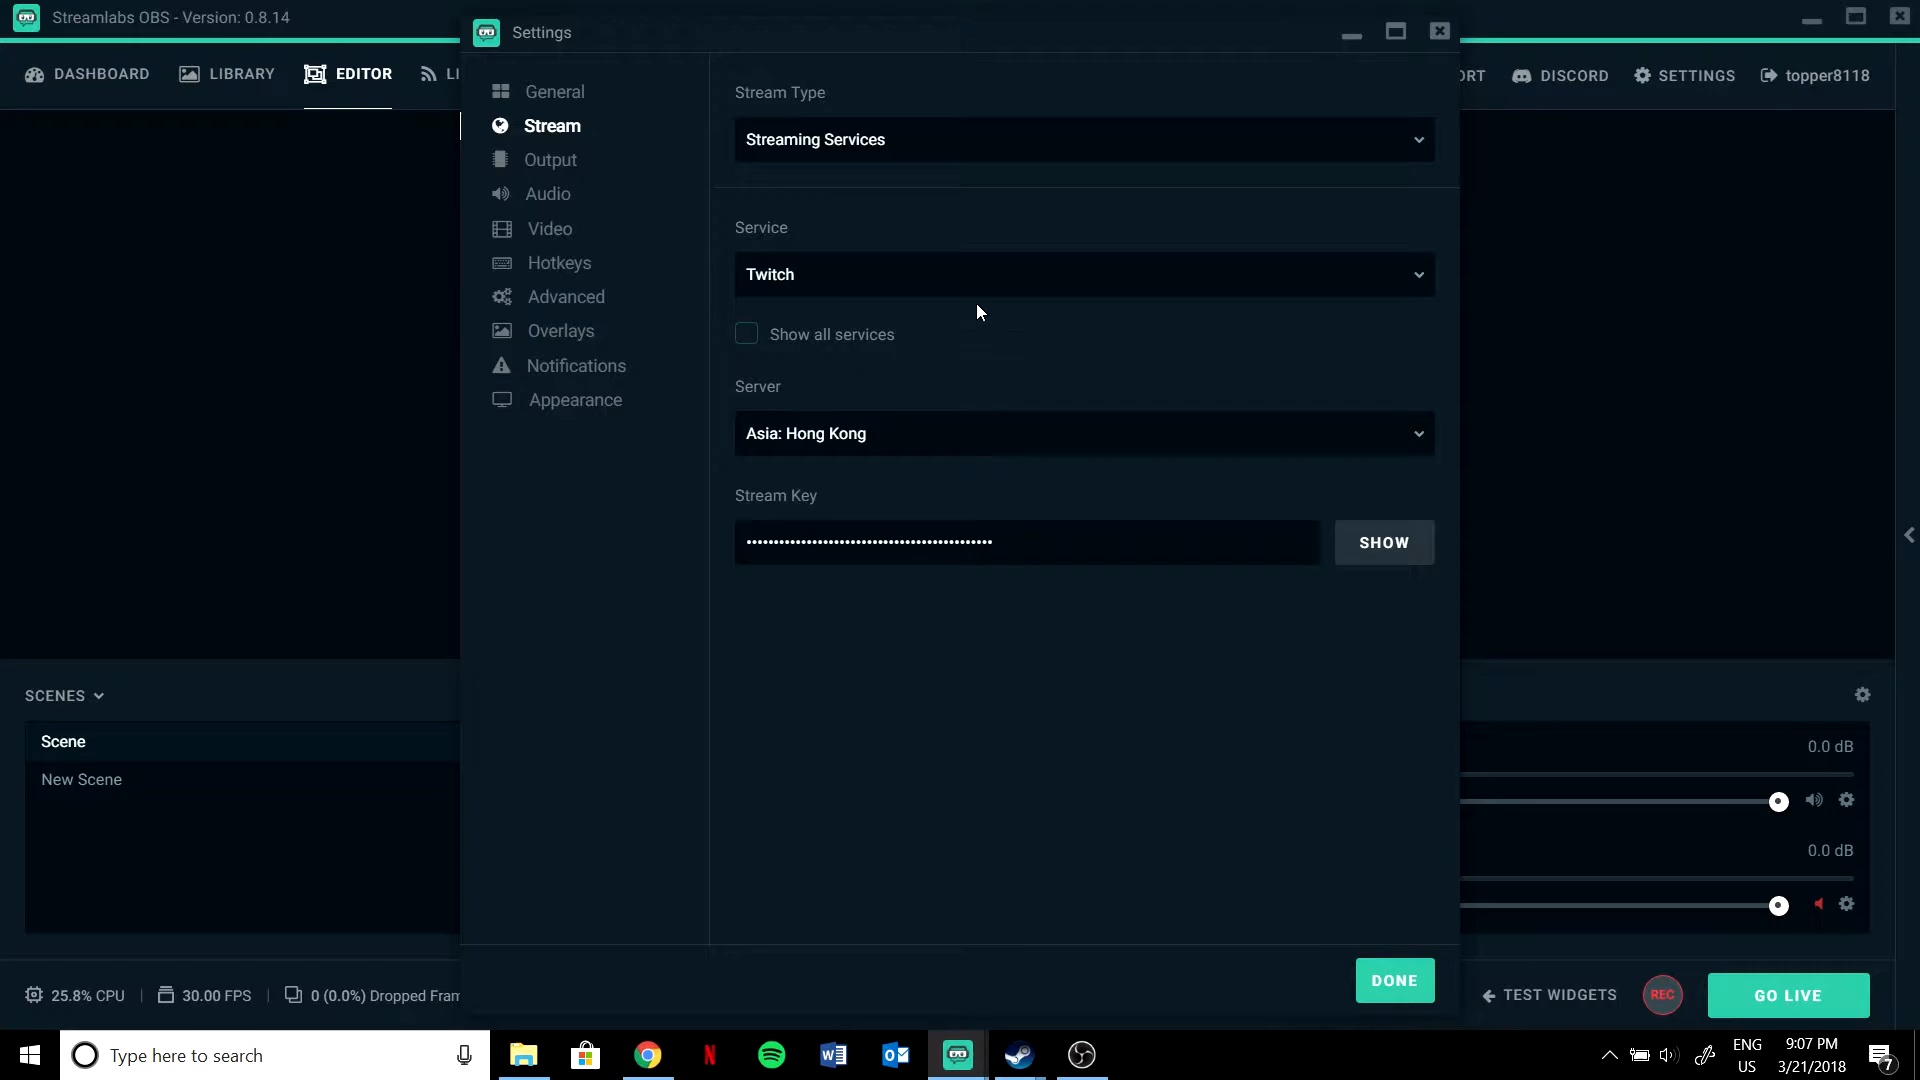 Streamlabs OBS - Version: 0.8.14
Settings
DASHBOARD
LIBRARY
EDITOR
LI
ORT
DISCORD
SETTINGS
topper8118
General
Stream
Output
Audio
Video
Hotkeys
Advanced
Overlays
Notifications
Appearance
Stream Type
Streaming Services
Service
Twitch
Show all services
Server
Asia: Hong Kong
Stream Key
SHOW
SCENES
Scene
New Scene
0.0 dB
0.0 dB
DONE
25.8% CPU
30.00 FPS
0 (0.0%) Dropped Fram
TEST WIDGETS
REC
GO LIVE
Type here to search
ENG
US
9:07 PM
3/21/2018
7